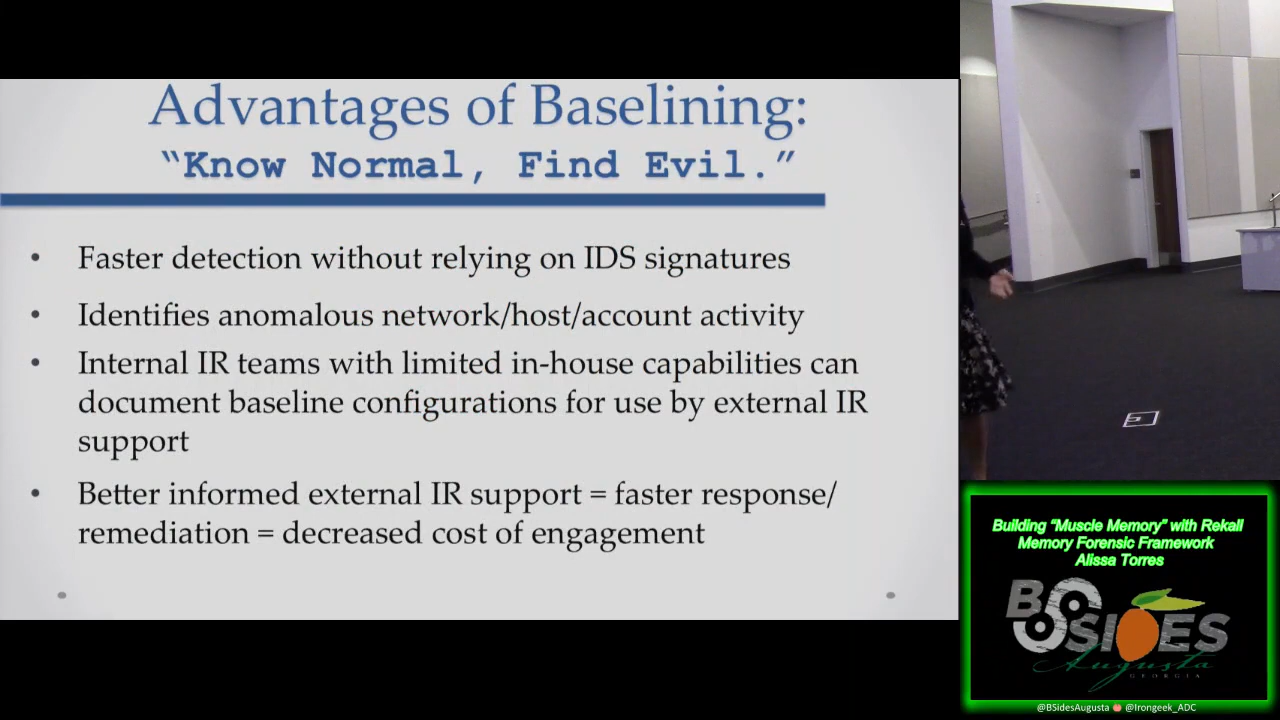 Advantages of Baselining:
“Know Normal, Find Evil.”
• Faster detection without relying on IDS signatures
• Identifies anomalous network/host/account activity
• Internal IR teams with limited in-house capabilities can
document baseline configurations for use by external IR
support
• Better informed external IR support = faster response/
remediation = decreased cost of engagement
Building “Muscle Memory” with Rekall
Memory Forensic Framework
Alissa Torres
BSIDES
Augusta
GEORGIA
@BSidesAugusta @Irongeek_ADC